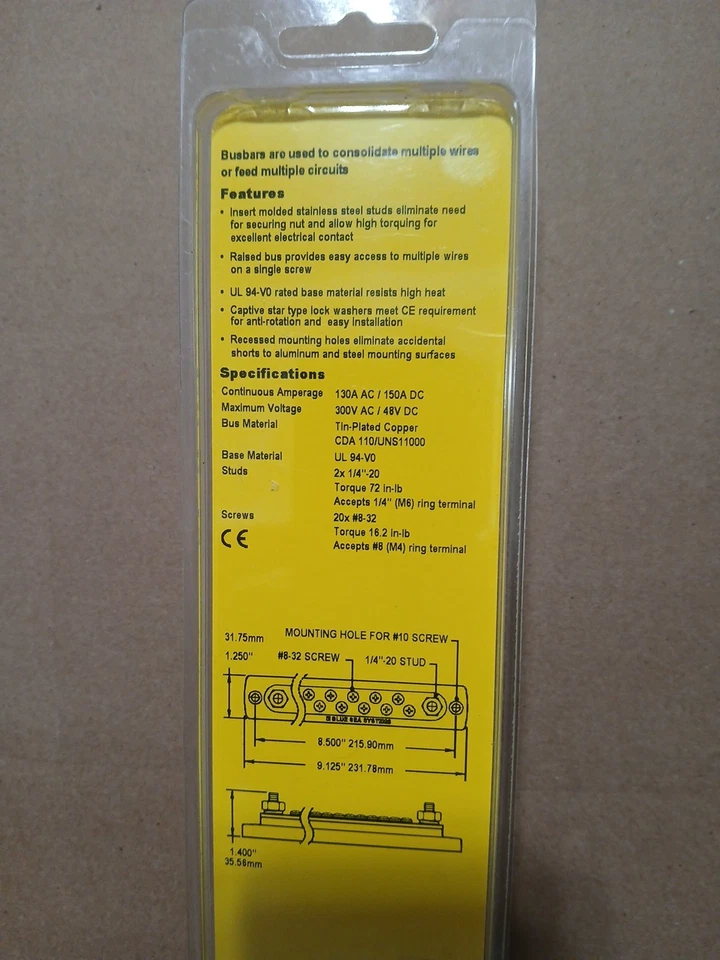 Busbars are used to consolidate multiple wires
or feed multiple circuits
Features
• Insert molded stainless steel studs eliminate need
for securing nut and allow high torquing for
excellent electrical contact
• Raised bus provides easy access to multiple wires
on a single screw
• UL 94-V0 rated base material resists high heat
• Captive star type lock washers meet CE requirement
for anti-rotation and easy installation
• Recessed mounting holes eliminate accidental
shorts to aluminum and steel mounting surfaces
Specifications
Continuous Amperage 130A AC / 150A DC
Maximum Voltage 300V AC / 48V DC
Bus Material Tin-Plated Copper
CDA 110/UNS11000
Base Material UL 94-V0
Studs 2x 1/4"-20
Torque 72 in-lb
Accepts 1/4" (M6) ring terminal
Screws 20x #8-32
CE Torque 16.2 in-lb
Accepts #8 (M4) ring terminal
31.75mm MOUNTING HOLE FOR #10 SCREW
1.250" #8-32 SCREW 1/4"-20 STUD
BLUE SEA SYSTEMS
8.500" 215.90mm
9.125" 231.78mm
1.400"
35.56mm